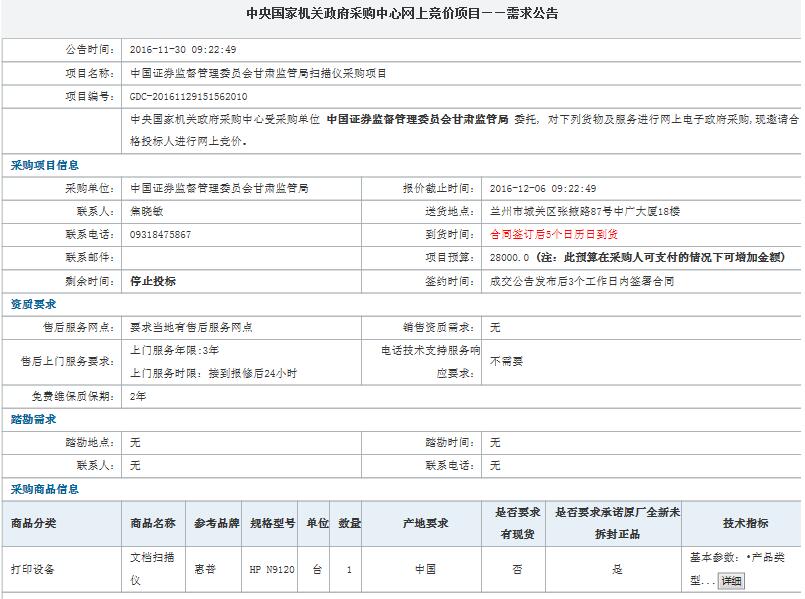 中央国家机关政府采购中心网上竞价项目——需求公告
公告时间: 2016-11-30 09:22:49
项目名称: 中国证券监督管理委员会甘肃监管局扫描仪采购项目
项目编号: GDC-20161129151562010
中央国家机关政府采购中心受采购单位 中国证券监督管理委员会甘肃监管局 委托, 对下列货物及服务进行网上电子政府采购,现邀请合
格投标人进行网上竞价.
采购项目信息
采购单位: 中国证券监督管理委员会甘肃监管局 报价截止时间: 2016-12-06 09:22:49
联系人: 焦晓敏 送货地点: 兰州市城关区张掖路87号中广大厦18楼
联系电话: 09318475867 到货时间: 合同签订后5个日历日到货
联系邮件: 项目预算: 28000.0 (注: 此预算在采购人可支付的情况下可增加金额)
剩余时间: 停止投标 签约时间: 成交公告发布后3个工作日内签署合同
资质要求
售后服务网点: 要求当地有售后服务网点 销售资质需求: 无
售后上门服务要求: 上门服务年限:3年 电话技术支持服务响
上门服务时限: 接到报修后24小时 应要求: 不需要
免费维保质保期: 2年
踏勘需求
踏勘地点: 无 踏勘时间: 无
联系人: 无 联系电话: 无
采购商品信息
商品分类 商品名称 参考品牌 规格型号 单位 数量 产地要求 是否要求 是否要求承诺原厂全新未 技术指标
有现货 拆封正品
打印设备 文档扫描 惠普 HP N9120 台 1 中国 否 是 基本参数: •产品类
仪 型... 详细